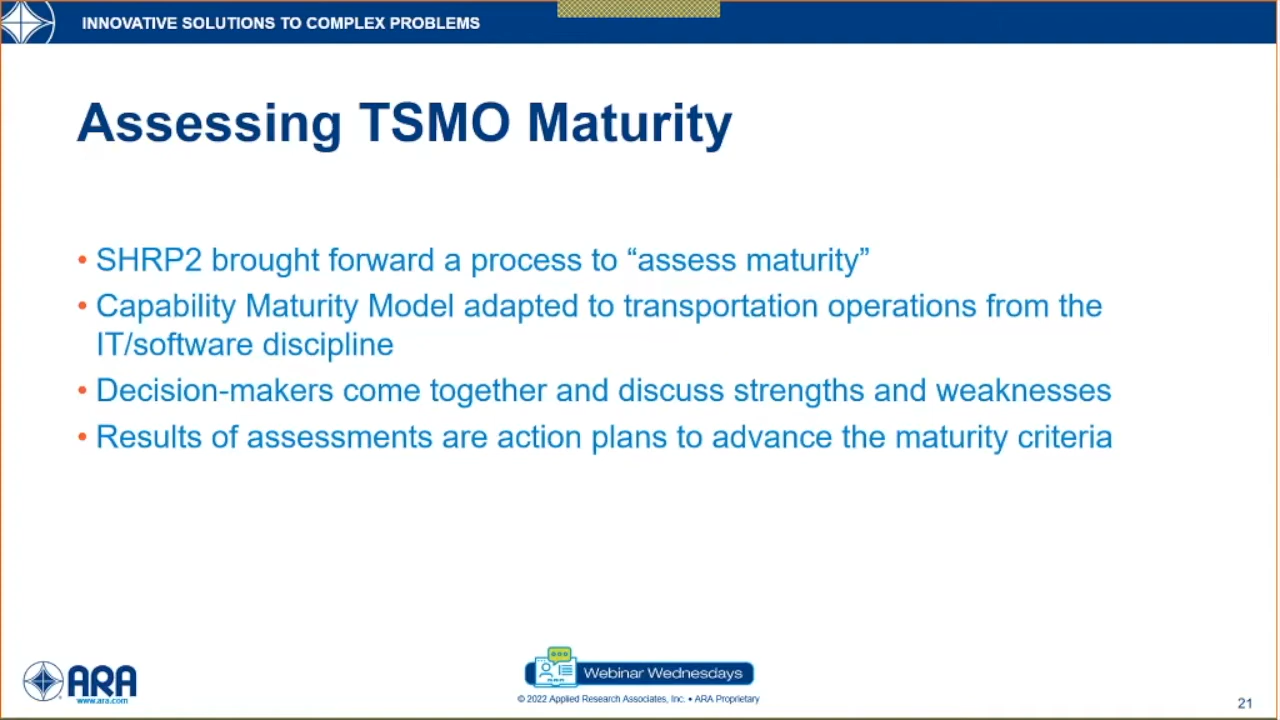 INNOVATIVE SOLUTIONS TO COMPLEX PROBLEMS
Assessing TSMO Maturity
• SHRP2 brought forward a process to “assess maturity”
• Capability Maturity Model adapted to transportation operations from the
IT/software discipline
• Decision-makers come together and discuss strengths and weaknesses
• Results of assessments are action plans to advance the maturity criteria
ARA
www.ara.com
Webinar Wednesdays
© 2022 Applied Research Associates, Inc. • ARA Proprietary
21